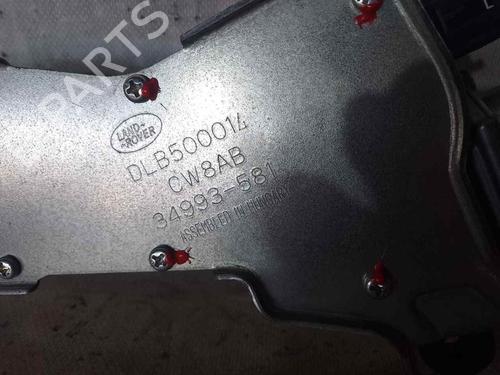 PARTS
LAND-
-ROVER
DLB500014
CW8AB
34993-581
ASSEMBLED IN HUNGARY